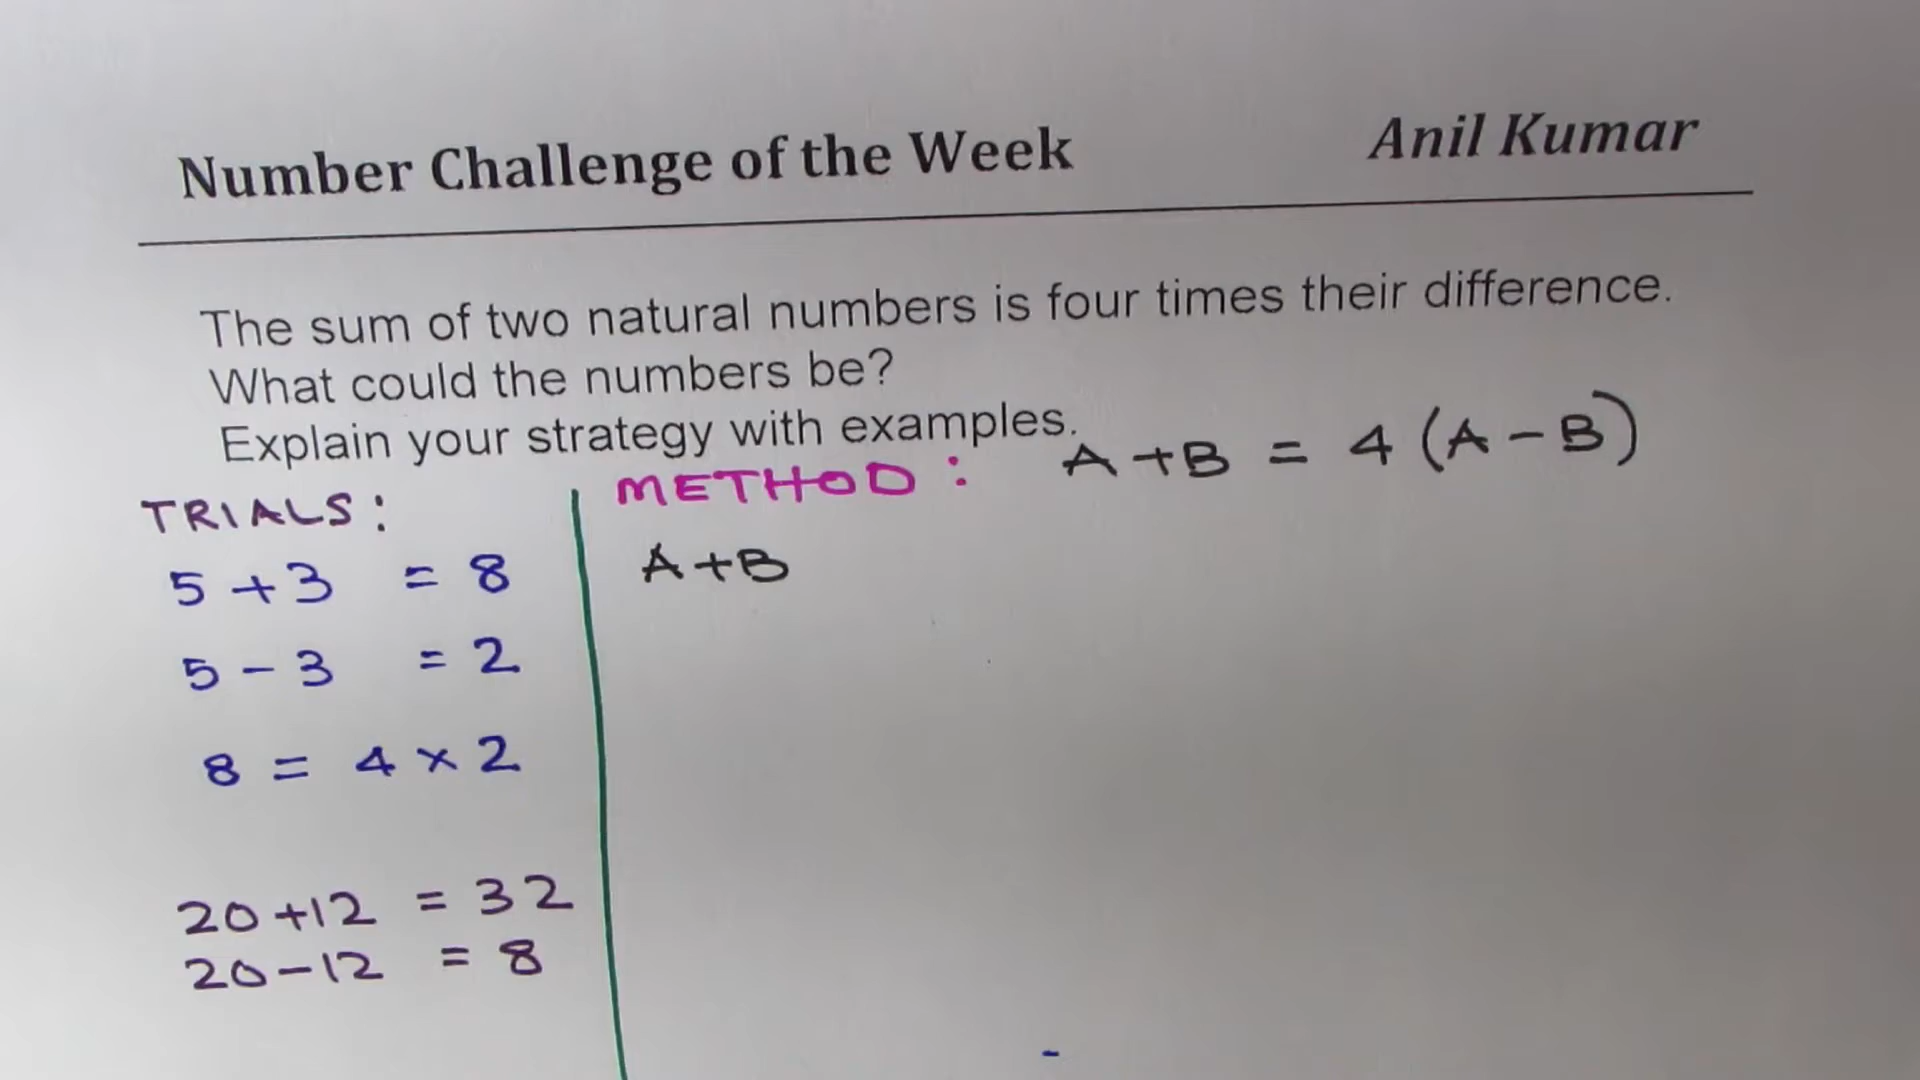 Number Challenge of the Week
Anil Kumar
The sum of two natural numbers is four times their difference.
What could the numbers be?
Explain your strategy with examples.
A+B = 4(A-B)
TRIALS:
5+3 = 8
5-3 = 2
8 = 4×2
20+12 = 32
20-12 = 8
METHOD:
A+B